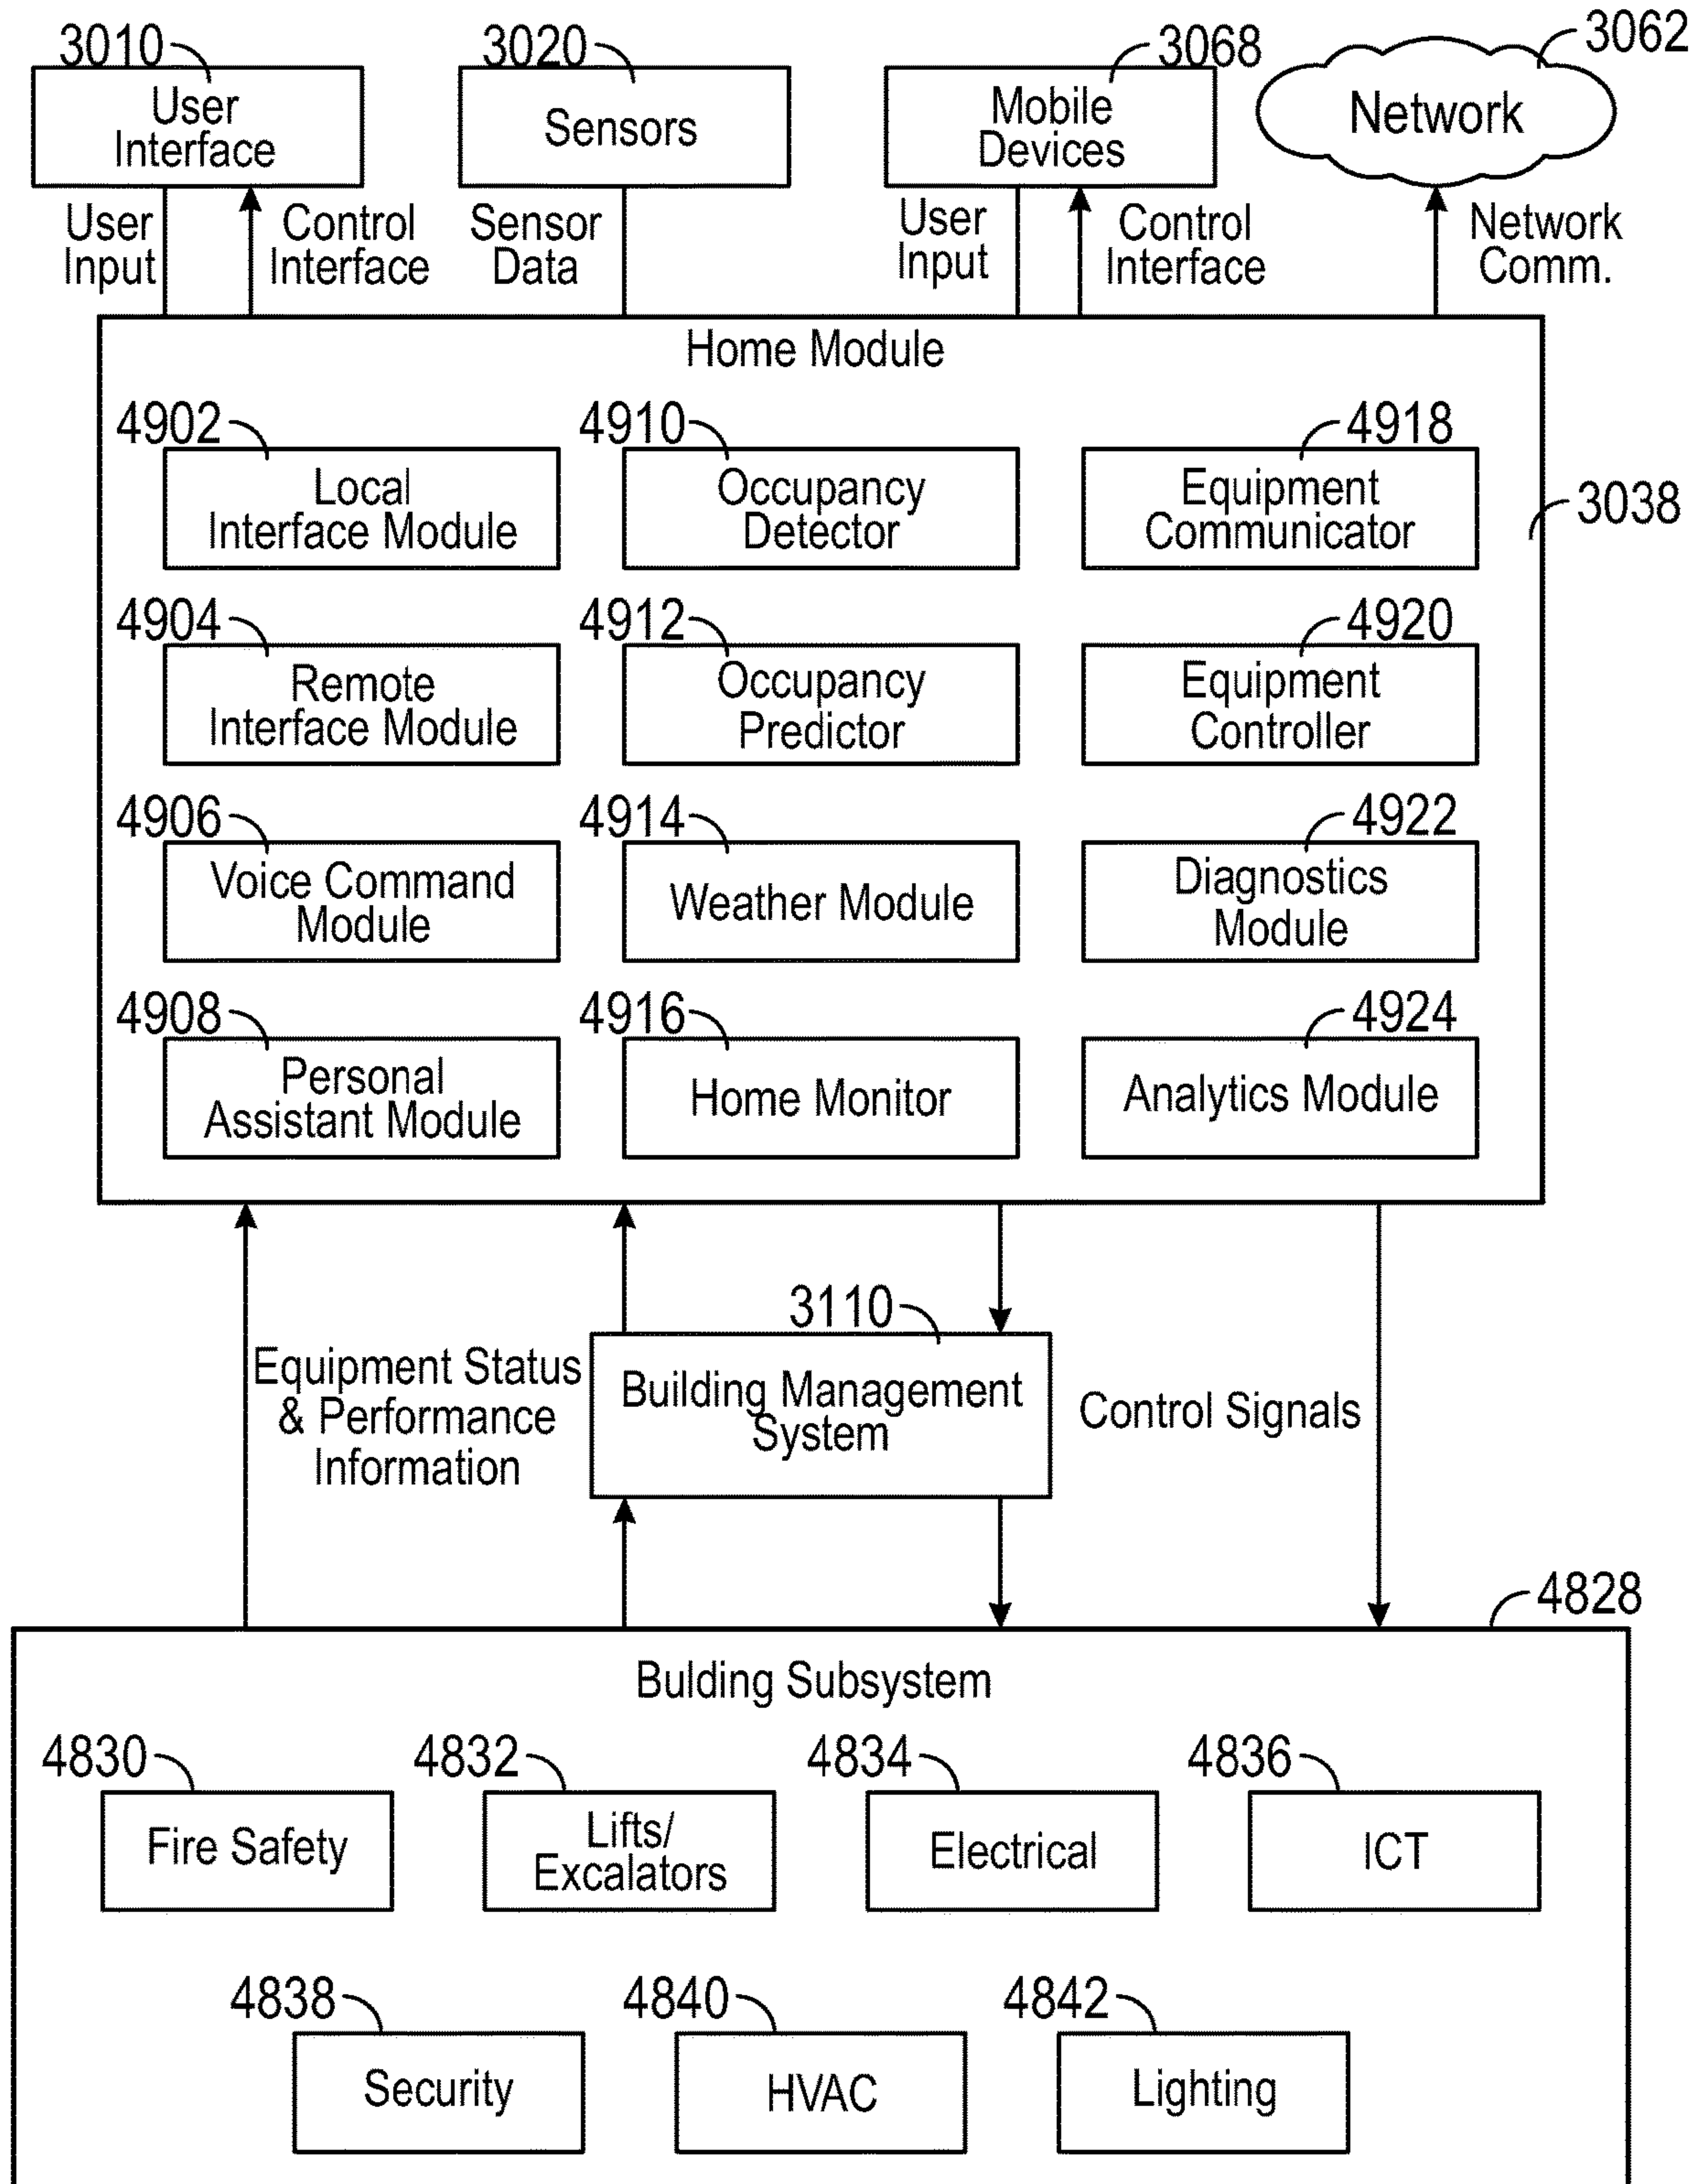 3010
User
Interface
3020
Sensors
3068
Mobile
Devices
3062
Network
User
Input
Control
Interface
Sensor
Data
User
Input
Control
Interface
Network
Comm.
Home Module
3038
4902
Local
Interface Module
4910
Occupancy
Detector
4918
Equipment
Communicator
4904
Remote
Interface Module
4912
Occupancy
Predictor
4920
Equipment
Controller
4906
Voice Command
Module
4914
Weather Module
4922
Diagnostics
Module
4908
Personal
Assistant Module
4916
Home Monitor
4924
Analytics Module
Equipment Status
& Performance
Information
3110
Building Management
System
Control Signals
4828
Bulding Subsystem
4830
Fire Safety
4832
Lifts/
Excalators
4834
Electrical
4836
ICT
4838
Security
4840
HVAC
4842
Lighting